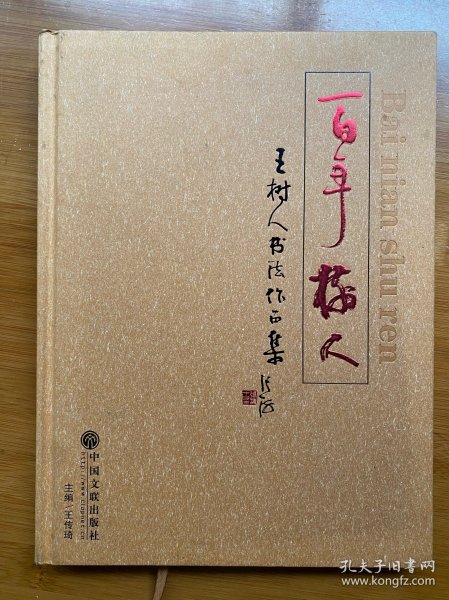 百年树人
Bai nian shu ren
王树人书法作品集
中国文联出版社
主编/王传琦
孔夫子旧书网
www.kongfz.com